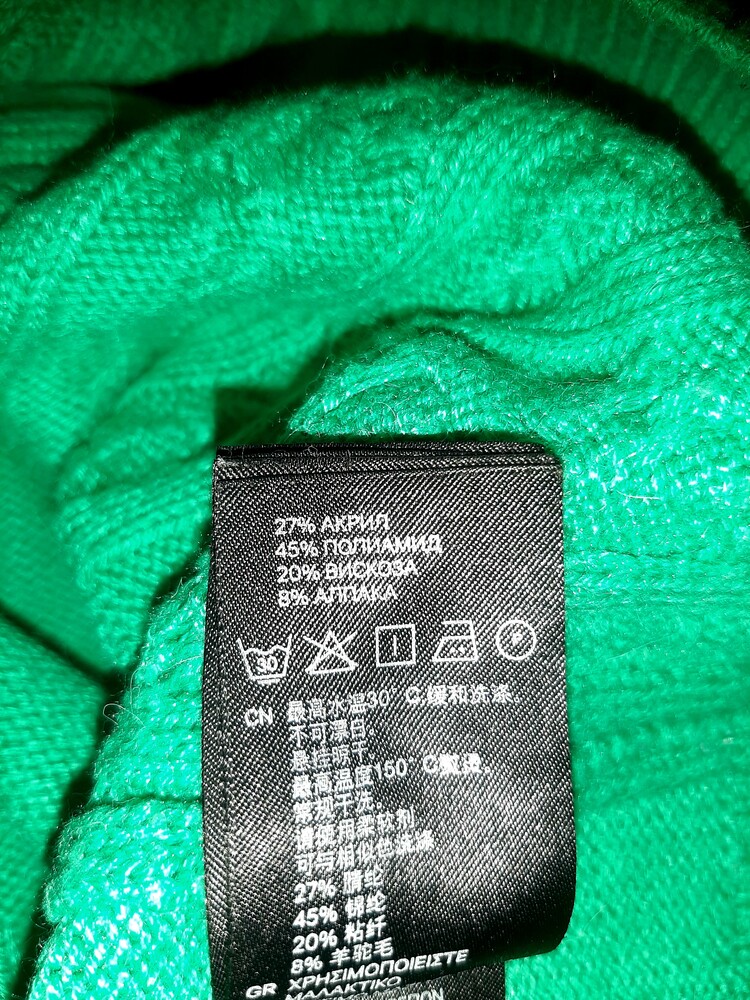 27% АКРИЛ
45% ПОЛИАМИД
20% ВИСКОЗА
8% АЛПАКА
30 F
CN 最高水温30°C缓和洗涤
不可漂白
悬挂晾干
最高温度150°C熨烫。
常规干洗。
请使用柔软剂
可与相似色洗涤
27% 腈纶
45% 锦纶
20% 粘纤
8% 羊驼毛
GR ΧΡΗΣΙΜΟΠΟΙΕΙΣΤΕ
ΜΑΛΑΚΤΙΚΟ